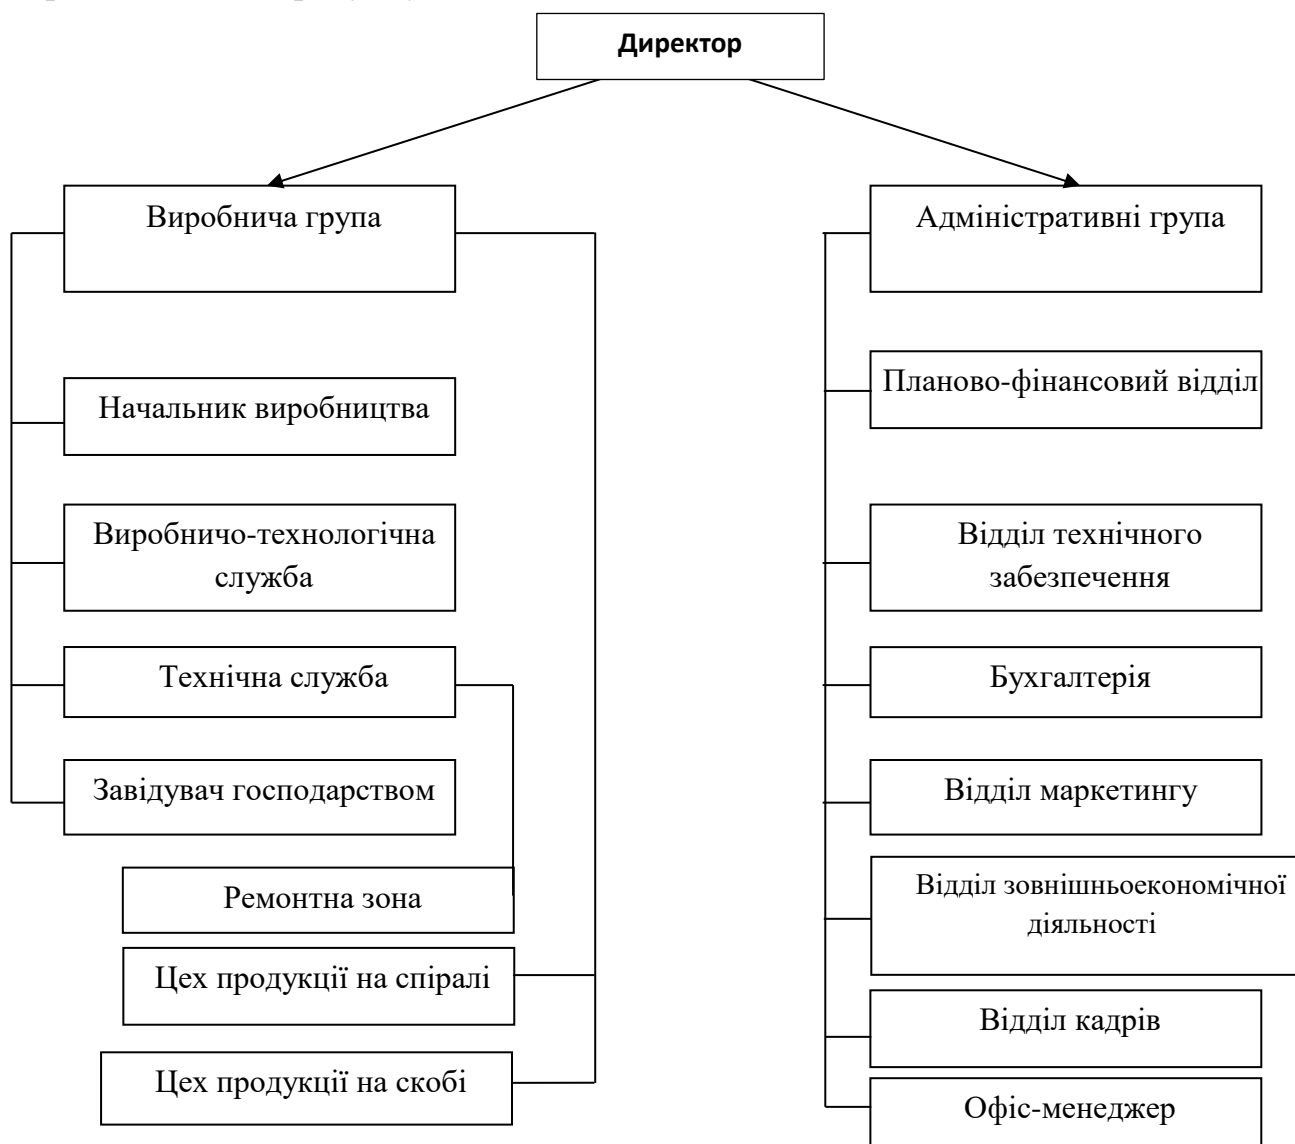 Директор
Виробнича група
Адміністративні група
Начальник виробництва
Планово-фінансовий відділ
Виробничо-технологічна
служба
Відділ технічного
забезпечення
Технічна служба
Бухгалтерія
Завідувач господарством
Відділ маркетингу
Ремонтна зона
Відділ зовнішньоекономічної
діяльності
Цех продукції на спіралі
Відділ кадрів
Цех продукції на скобі
Офіс-менеджер